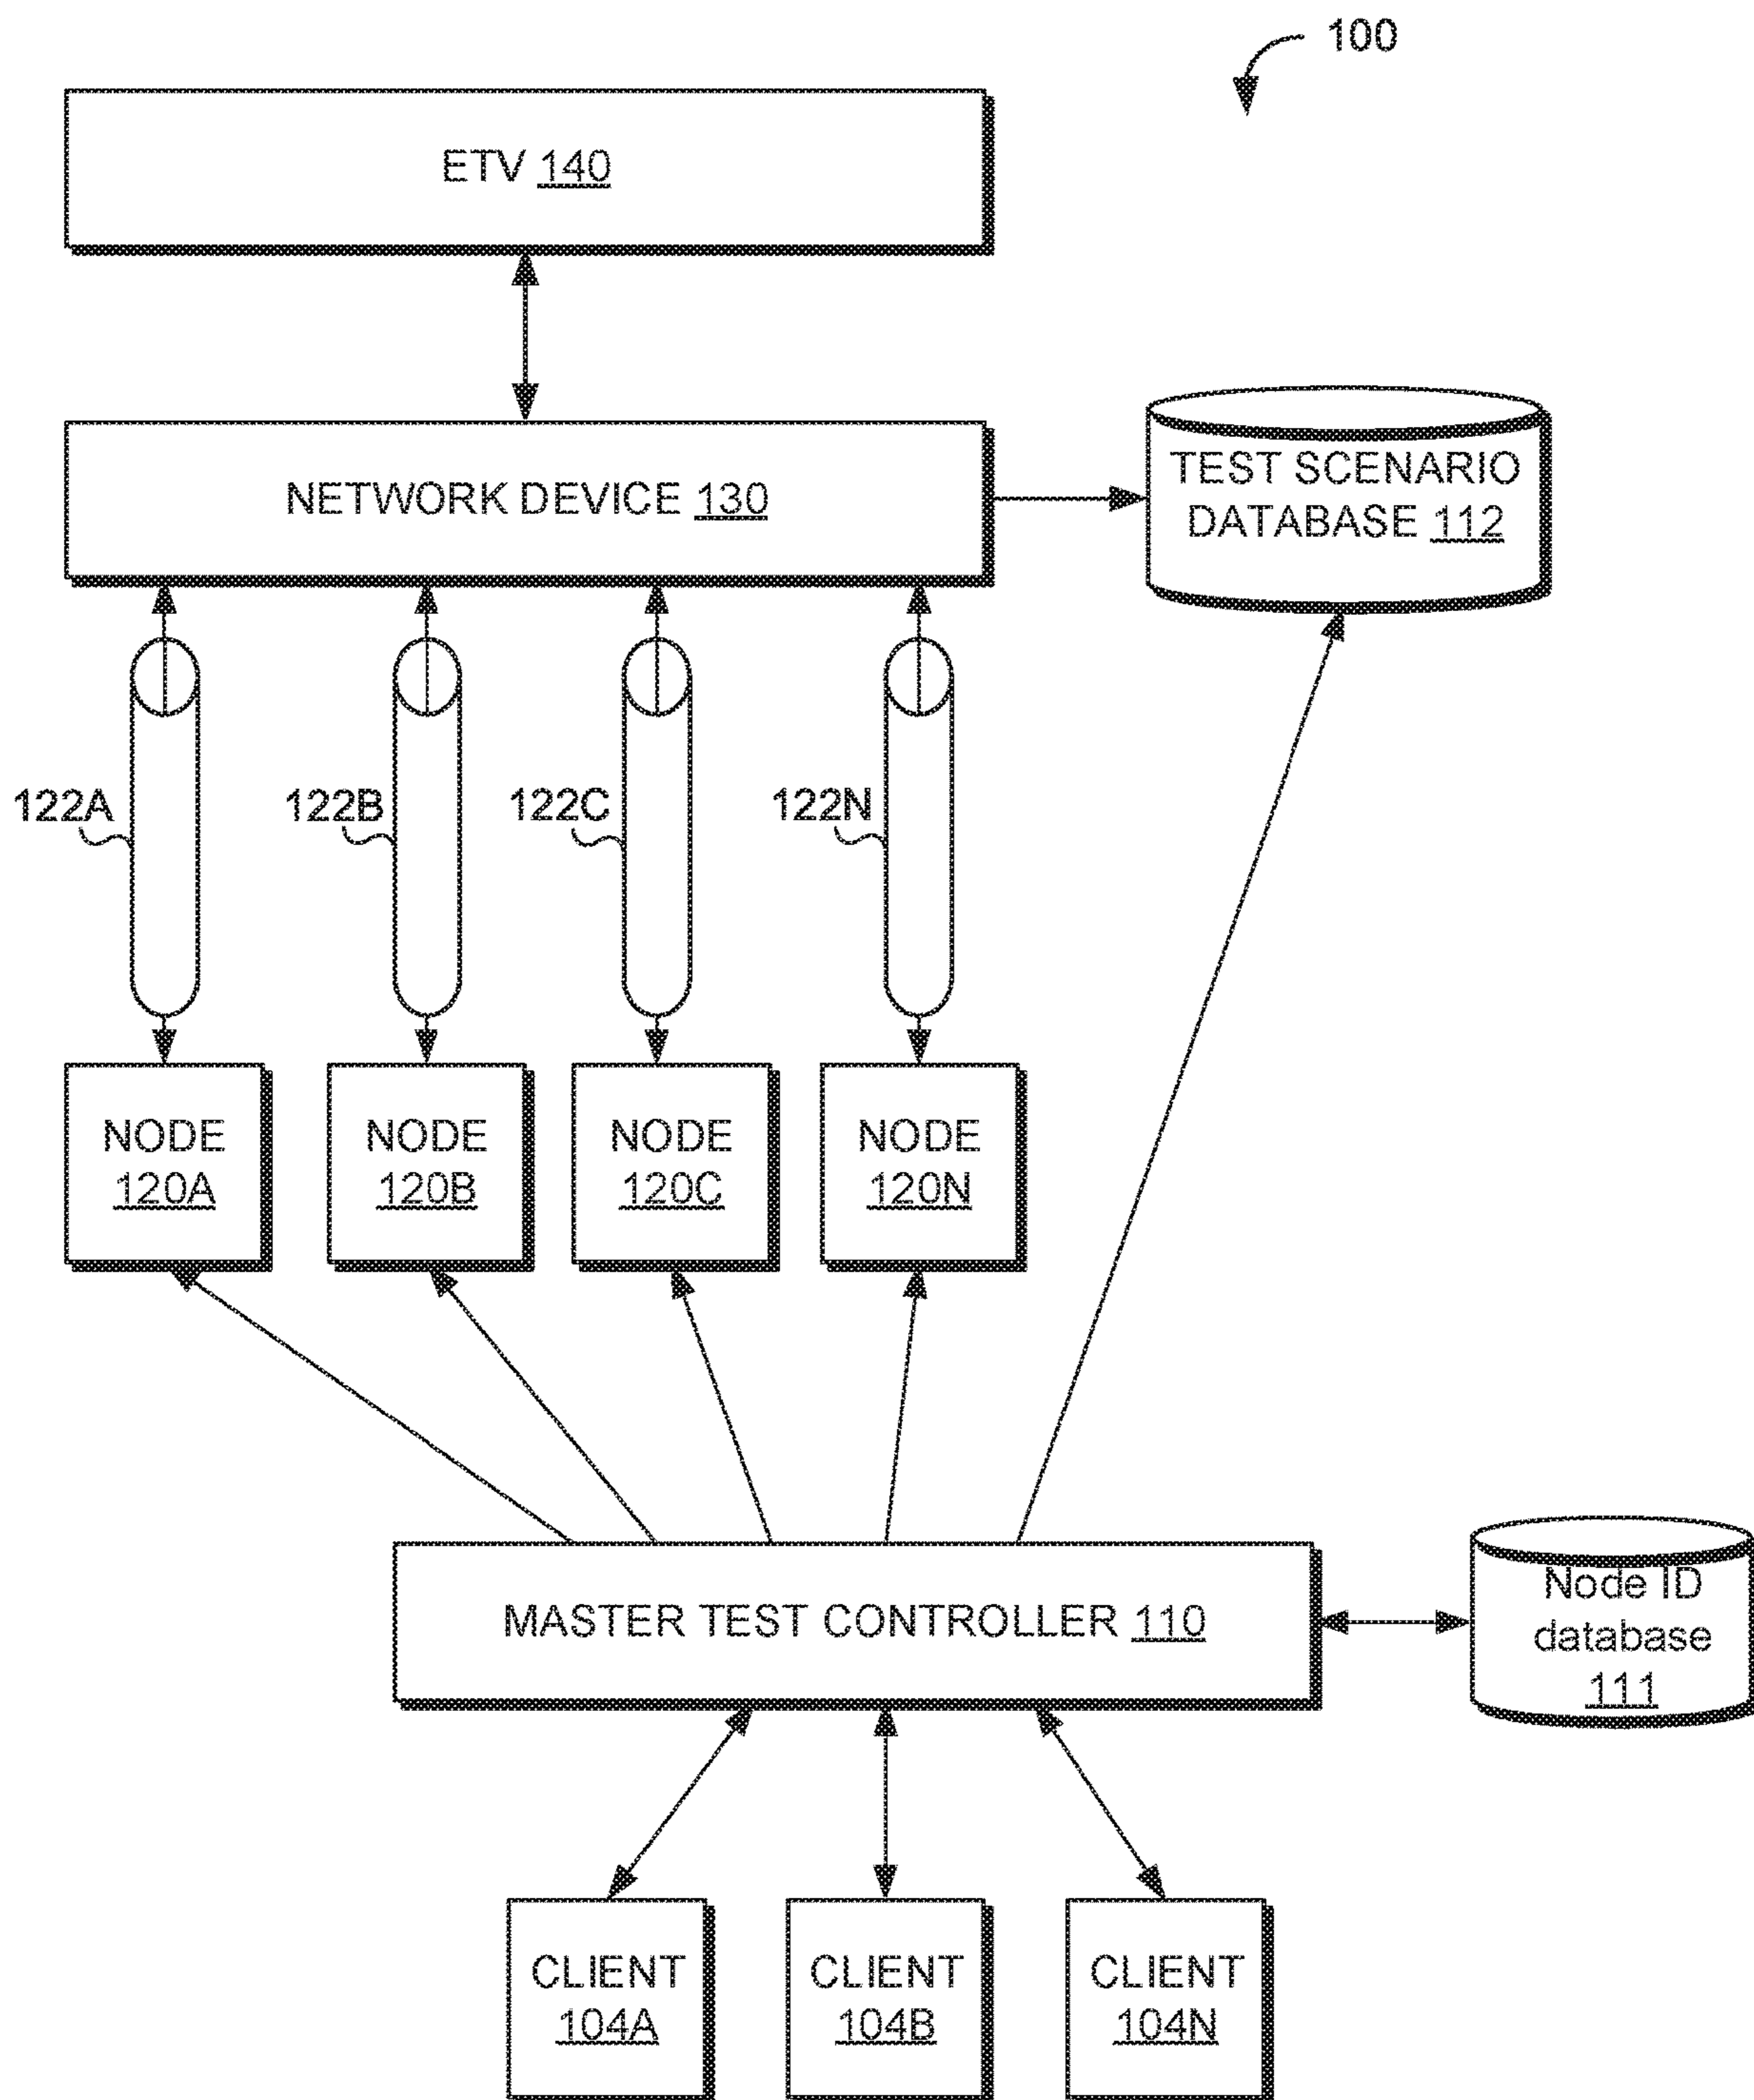 100
ETV 140
NETWORK DEVICE 130
TEST SCENARIO
DATABASE 112
122A
122B
122C
122N
NODE
120A
NODE
120B
NODE
120C
NODE
120N
MASTER TEST CONTROLLER 110
Node ID
database
111
CLIENT
104A
CLIENT
104B
CLIENT
104N